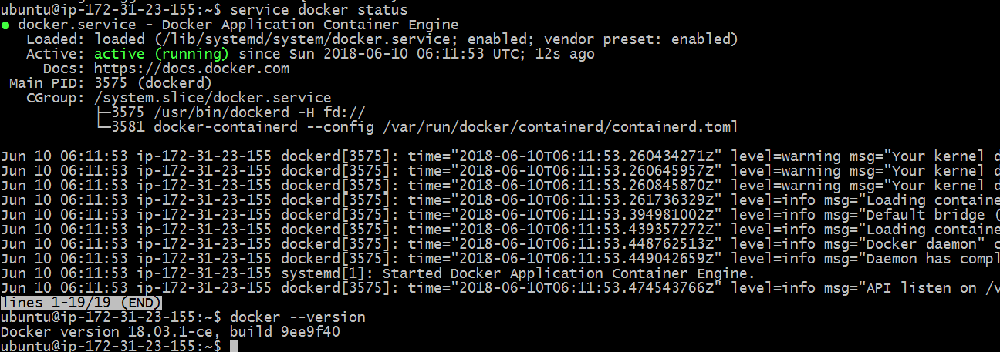 ubuntu@ip-172-31-23-155:~$ service docker status
● docker.service - Docker Application Container Engine
   Loaded: loaded (/lib/systemd/system/docker.service; enabled; vendor preset: enabled)
   Active: active (running) since Sun 2018-06-10 06:11:53 UTC; 12s ago
     Docs: https://docs.docker.com
 Main PID: 3575 (dockerd)
   CGroup: /system.slice/docker.service
           ├─3575 /usr/bin/dockerd -H fd://
           └─3581 docker-containerd --config /var/run/docker/containerd/containerd.toml
Jun 10 06:11:53 ip-172-31-23-155 dockerd[3575]: time="2018-06-10T06:11:53.260434271Z" level=warning msg="Your kernel d
Jun 10 06:11:53 ip-172-31-23-155 dockerd[3575]: time="2018-06-10T06:11:53.260645957Z" level=warning msg="Your kernel d
Jun 10 06:11:53 ip-172-31-23-155 dockerd[3575]: time="2018-06-10T06:11:53.260845870Z" level=warning msg="Your kernel d
Jun 10 06:11:53 ip-172-31-23-155 dockerd[3575]: time="2018-06-10T06:11:53.261736329Z" level=info msg="Loading containe
Jun 10 06:11:53 ip-172-31-23-155 dockerd[3575]: time="2018-06-10T06:11:53.394981002Z" level=info msg="Default bridge (
Jun 10 06:11:53 ip-172-31-23-155 dockerd[3575]: time="2018-06-10T06:11:53.439357272Z" level=info msg="Loading containe
Jun 10 06:11:53 ip-172-31-23-155 dockerd[3575]: time="2018-06-10T06:11:53.448762513Z" level=info msg="Docker daemon" c
Jun 10 06:11:53 ip-172-31-23-155 dockerd[3575]: time="2018-06-10T06:11:53.449042659Z" level=info msg="Daemon has compl
Jun 10 06:11:53 ip-172-31-23-155 systemd[1]: Started Docker Application Container Engine.
Jun 10 06:11:53 ip-172-31-23-155 dockerd[3575]: time="2018-06-10T06:11:53.474543766Z" level=info msg="API listen on /v
lines 1-19/19 (END)
ubuntu@ip-172-31-23-155:~$ docker --version
Docker version 18.03.1-ce, build 9ee9f40
ubuntu@ip-172-31-23-155:~$